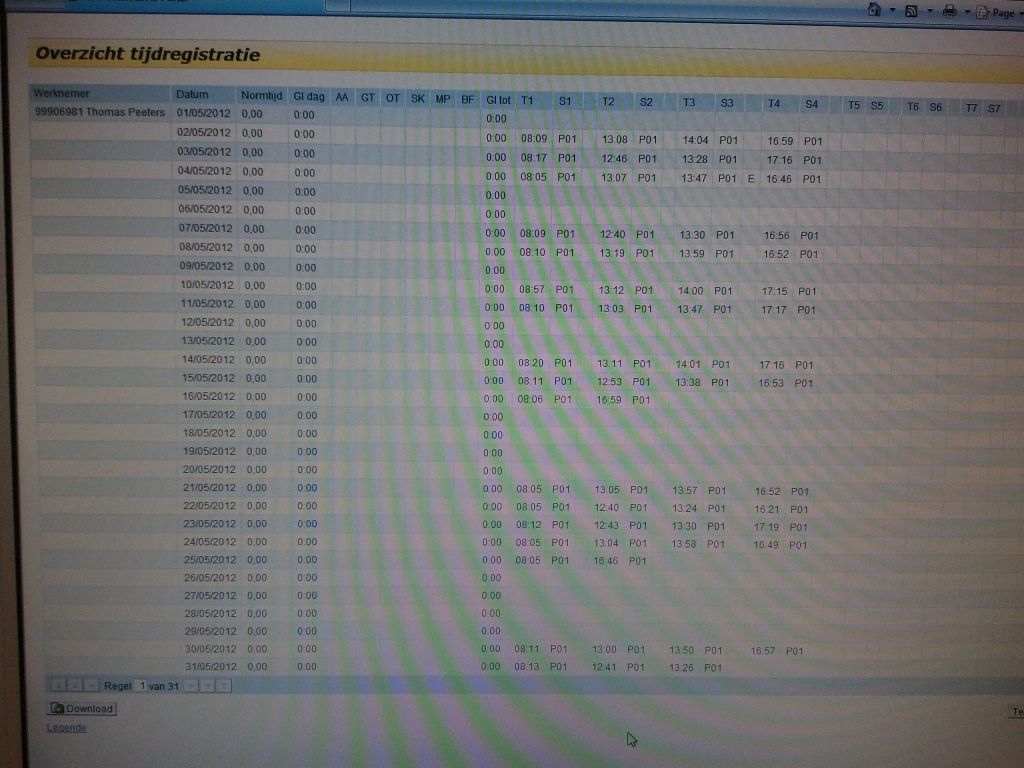 Page
Overzicht tijdregistratie
Werknemer Datum Normtijd Gl dag AA GT OT SK MP BF Gl tot T1 S1 T2 S2 T3 S3 T4 S4 T5 S5 T6 S6 T7 S7
99906981 Thomas Peeters 01/05/2012 0,00 0:00 0:00
02/05/2012 0,00 0:00 0:00 08:09 P01 13:08 P01 14:04 P01 16:59 P01
03/05/2012 0,00 0:00 0:00 08:17 P01 12:46 P01 13:28 P01 17:16 P01
04/05/2012 0,00 0:00 0:00 08:05 P01 13:07 P01 13:47 P01 E 16:46 P01
05/05/2012 0,00 0:00 0:00
06/05/2012 0,00 0:00 0:00
07/05/2012 0,00 0:00 0:00 08:09 P01 12:40 P01 13:30 P01 16:56 P01
08/05/2012 0,00 0:00 0:00 08:10 P01 13:19 P01 13:59 P01 16:52 P01
09/05/2012 0,00 0:00 0:00
10/05/2012 0,00 0:00 0:00 08:57 P01 13:12 P01 14:00 P01 17:15 P01
11/05/2012 0,00 0:00 0:00 08:10 P01 13:03 P01 13:47 P01 17:17 P01
12/05/2012 0,00 0:00 0:00
13/05/2012 0,00 0:00 0:00
14/05/2012 0,00 0:00 0:00 08:20 P01 13:11 P01 14:01 P01 17:16 P01
15/05/2012 0,00 0:00 0:00 08:11 P01 12:53 P01 13:38 P01 16:53 P01
16/05/2012 0,00 0:00 0:00 08:06 P01 16:59 P01
17/05/2012 0,00 0:00 0:00
18/05/2012 0,00 0:00 0:00
19/05/2012 0,00 0:00 0:00
20/05/2012 0,00 0:00 0:00
21/05/2012 0,00 0:00 0:00 08:05 P01 13:05 P01 13:57 P01 16:52 P01
22/05/2012 0,00 0:00 0:00 08:05 P01 12:40 P01 13:24 P01 16:21 P01
23/05/2012 0,00 0:00 0:00 08:12 P01 12:43 P01 13:30 P01 17:19 P01
24/05/2012 0,00 0:00 0:00 08:05 P01 13:04 P01 13:58 P01 16:49 P01
25/05/2012 0,00 0:00 0:00 08:05 P01 16:46 P01
26/05/2012 0,00 0:00 0:00
27/05/2012 0,00 0:00 0:00
28/05/2012 0,00 0:00 0:00
29/05/2012 0,00 0:00 0:00
30/05/2012 0,00 0:00 0:00 08:11 P01 13:00 P01 13:50 P01 16:57 P01
31/05/2012 0,00 0:00 0:00 08:13 P01 12:41 P01 13:26 P01
Regel 1 van 31
Download
Legende